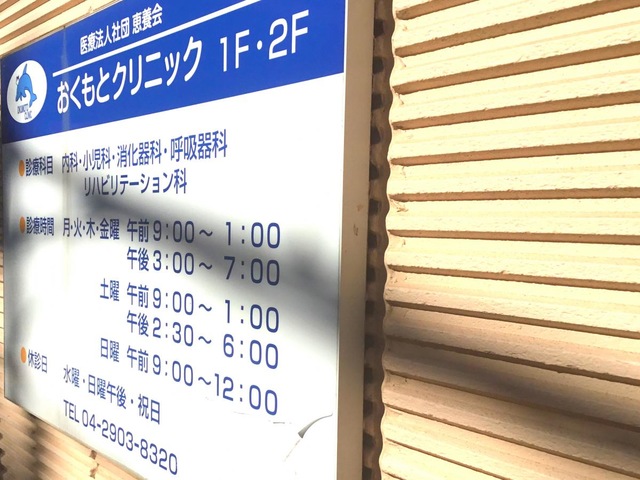 医療法人社団 恵養会
おくもとクリニック 1F・2F
診療科目 内科・小児科・消化器科・呼吸器科
リハビリテーション科
診療時間 月・火・木・金曜 午前 9:00～ 1:00
午後 3:00～ 7:00
土曜 午前 9:00～ 1:00
午後 2:30～ 6:00
日曜 午前 9:00～12:00
休診日 水曜・日曜午後・祝日
TEL 04-2903-8320